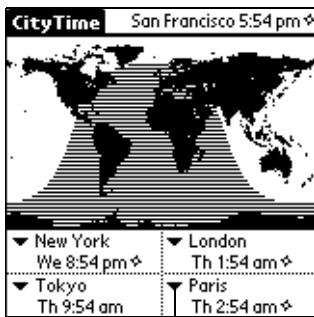 CityTime San Francisco 5:54 pm
New York London
We 8:54 pm Th 1:54 am
Tokyo Paris
Th 9:54 am Th 2:54 am